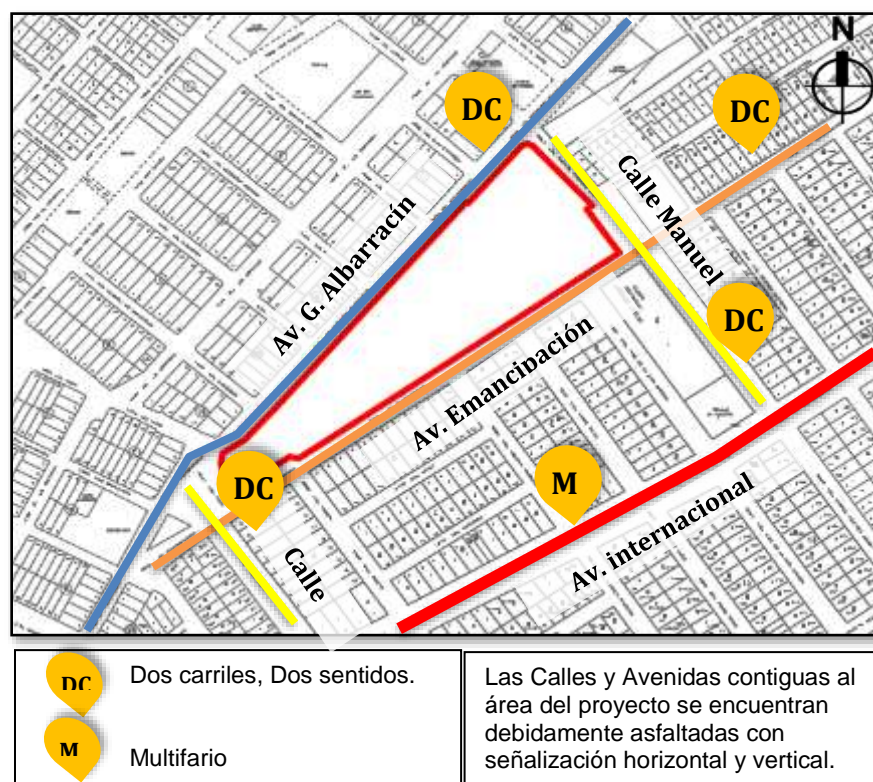 N
DC
DC
Calle Manuel
Av. G. Albarracín
DC
Av. Emancipación
DC
M
Av. internacional
Calle
DC
Dos carriles, Dos sentidos.
M
Multifario
Las Calles y Avenidas contiguas al
área del proyecto se encuentran
debidamente asfaltadas con
señalización horizontal y vertical.